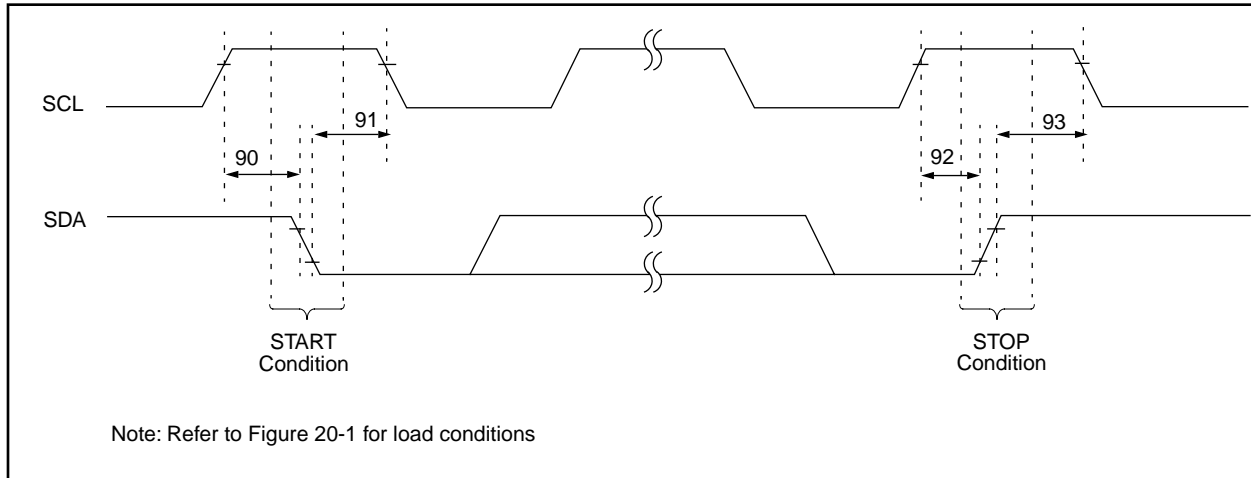 SCL
91
93
90
92
SDA
START
Condition
STOP
Condition
Note: Refer to Figure 20-1 for load conditions